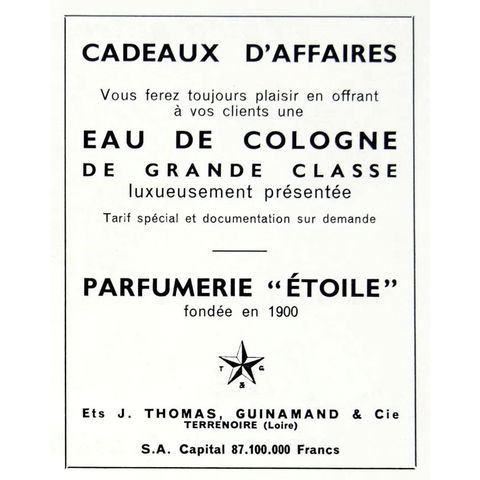 CADEAUX D'AFFAIRES
Vous ferez toujours plaisir en offrant
à vos clients une
EAU DE COLOGNE
DE GRANDE CLASSE
luxueusement présentée
Tarif spécial et documentation sur demande
PARFUMERIE "ÉTOILE"
fondée en 1900
T G
&
Ets J. THOMAS, GUINAMAND & Cie
TERRENOIRE (Loire)
S.A. Capital 87.100.000 Francs